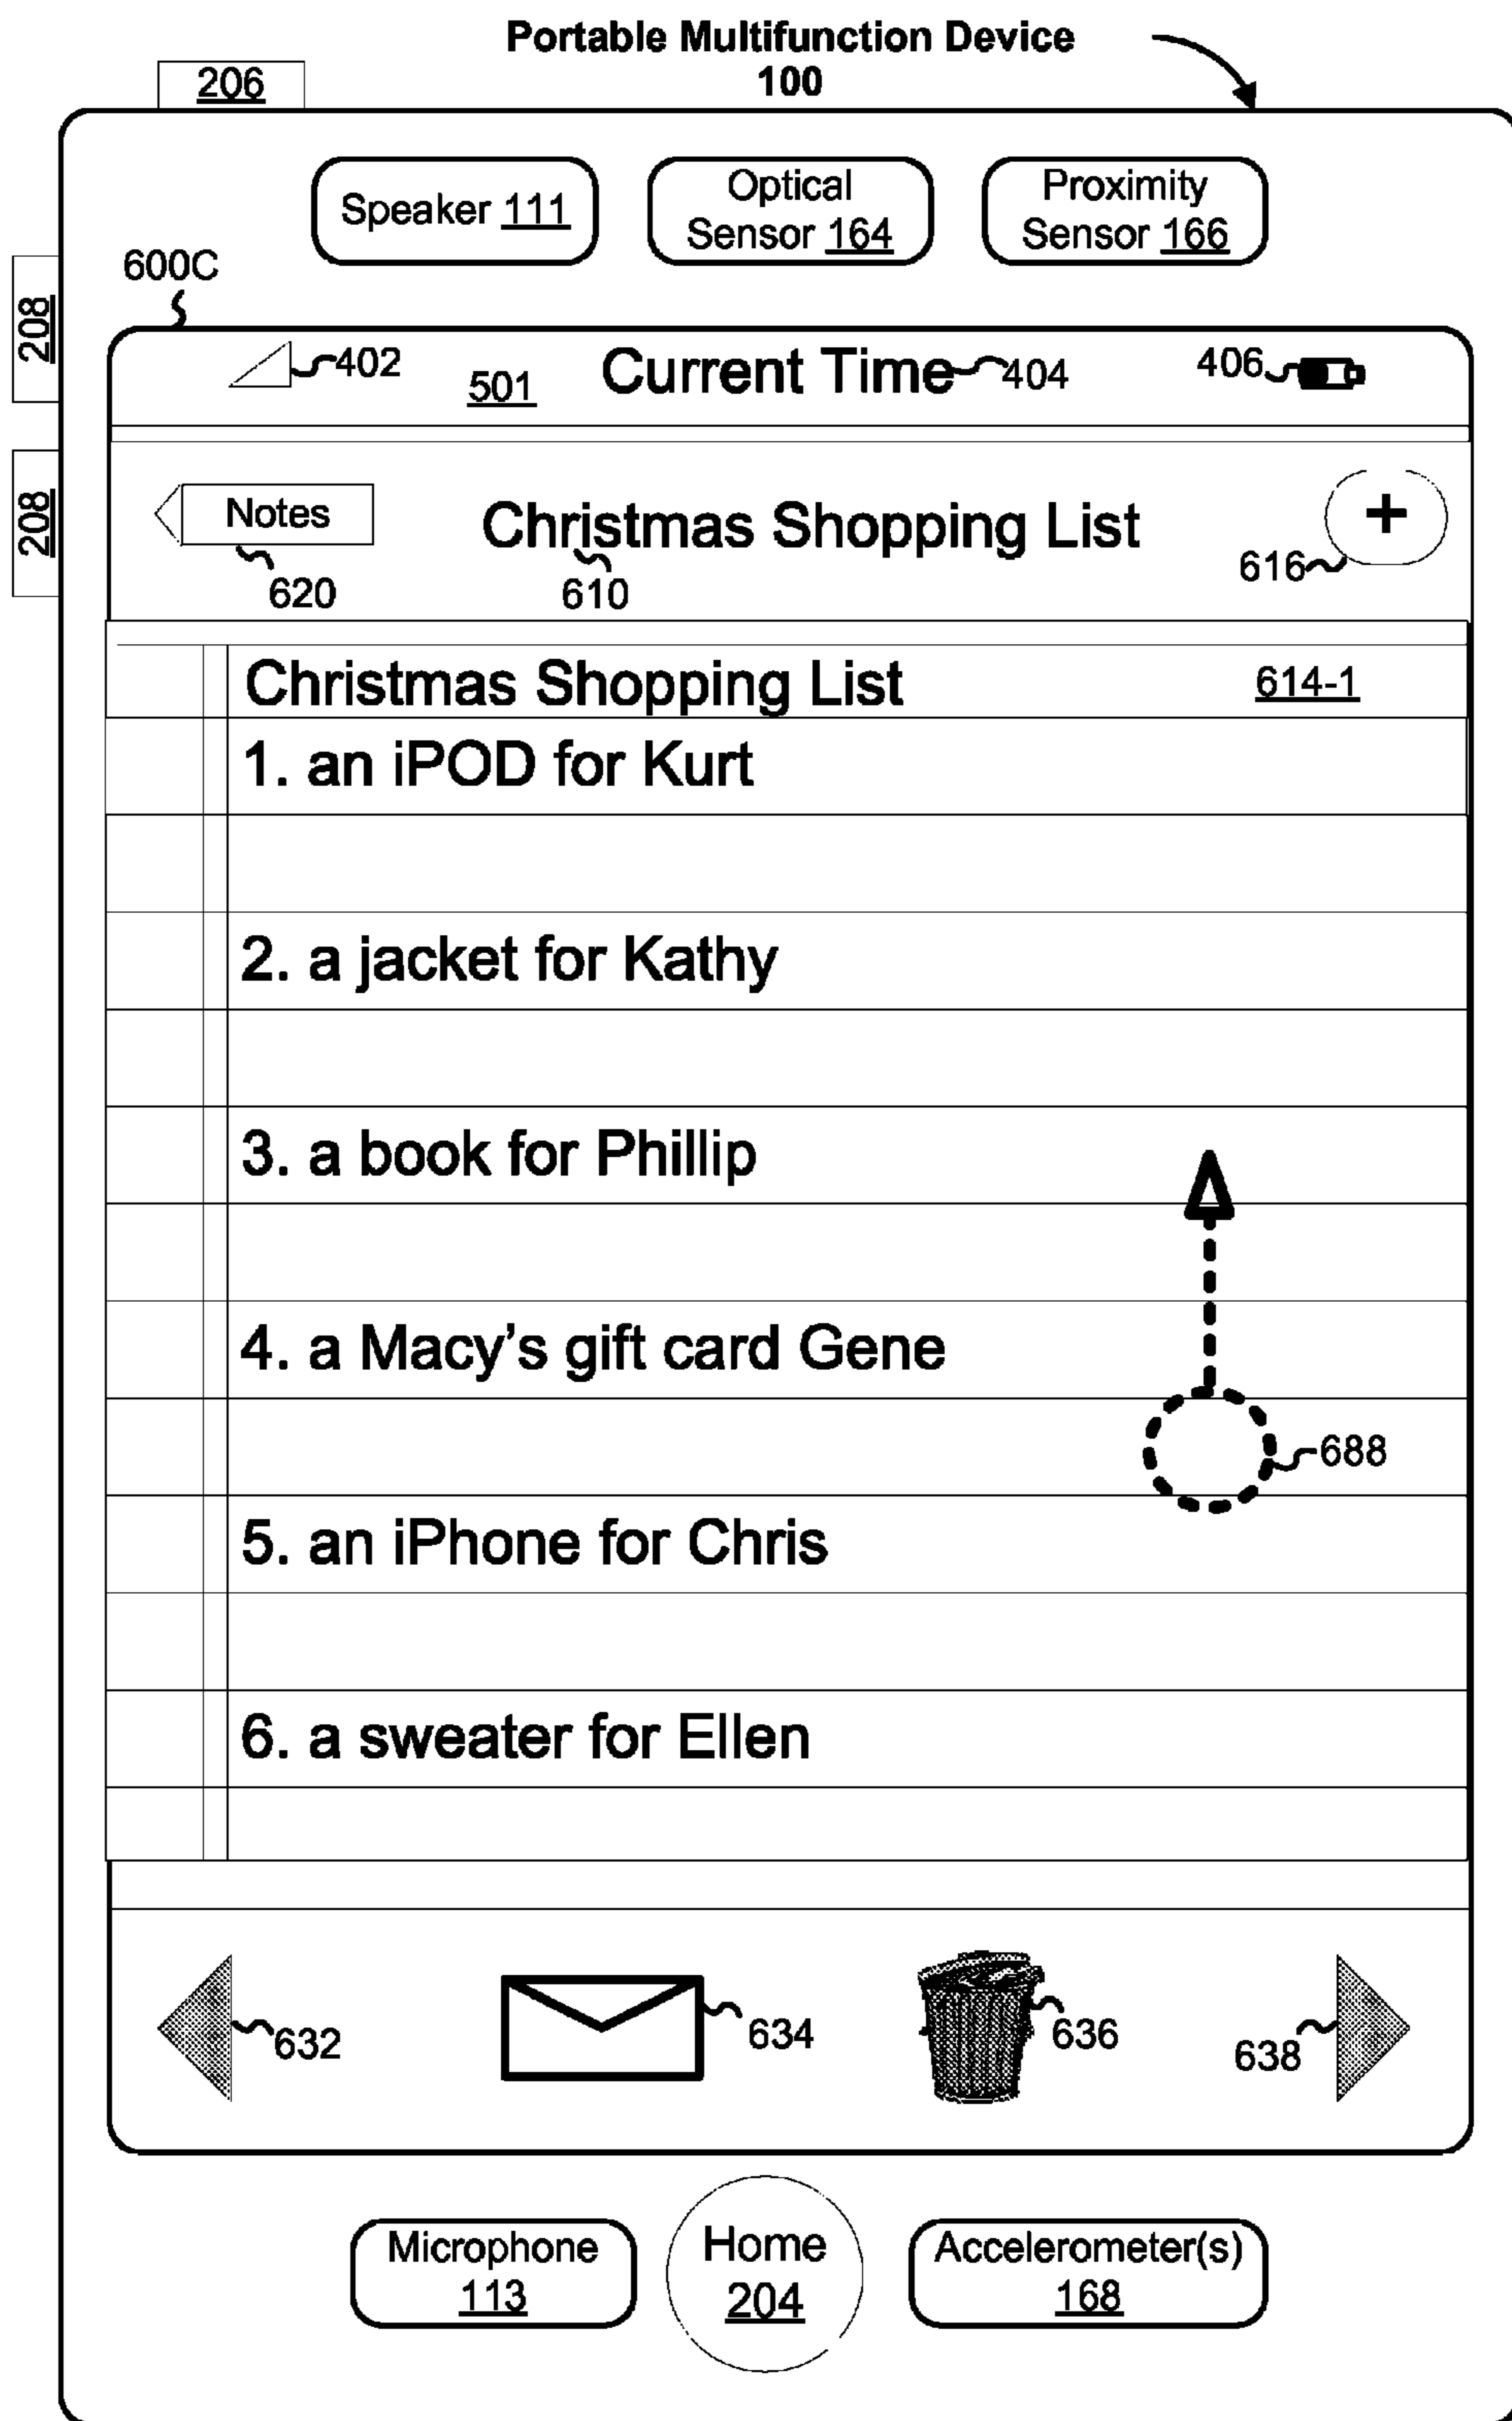 Portable Multifunction Device
100
206
Speaker 111
Optical
Sensor 164
Proximity
Sensor 166
208
600C
402
501
Current Time
404
406
208
Notes
Christmas Shopping List
+
616
620
610
Christmas Shopping List
614-1
1. an iPOD for Kurt
2. a jacket for Kathy
3. a book for Phillip
4. a Macy’s gift card Gene
688
5. an iPhone for Chris
6. a sweater for Ellen
632
634
636
638
Microphone
113
Home
204
Accelerometer(s)
168